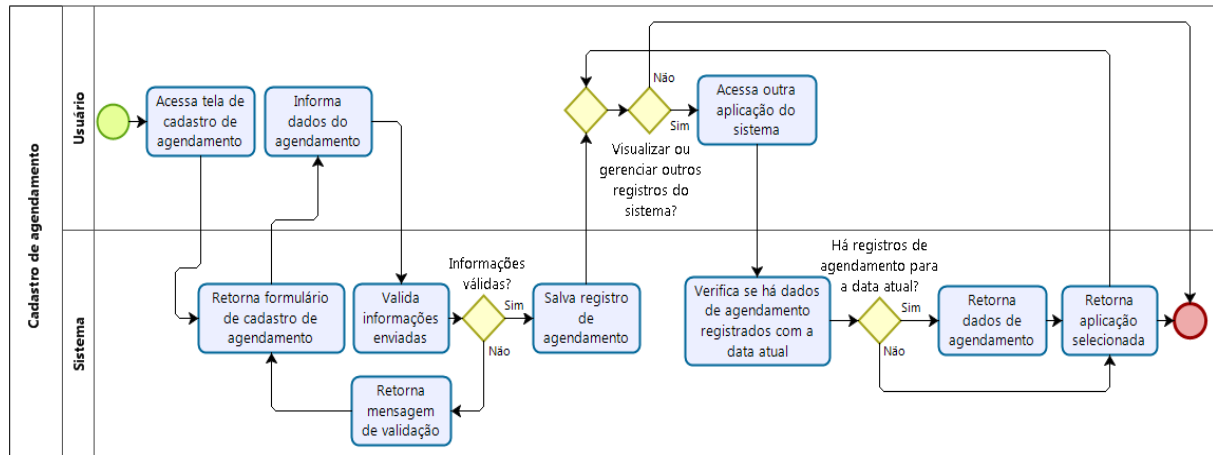 Cadastro de agendamento
Usuário
Acessa tela de
cadastro de
agendamento
Informa
dados do
agendamento
Não
Sim
Visualizar ou
gerenciar outros
registros do
sistema?
Acessa outra
aplicação do
sistema
Sistema
Retorna formulário
de cadastro de
agendamento
Valida
informações
enviadas
Informações
válidas?
Sim
Não
Retorna
mensagem
de validação
Salva registro
de
agendamento
Verifica se há dados
de agendamento
registrados com a
data atual
Há registros de
agendamento para
a data atual?
Sim
Não
Retorna
dados de
agendamento
Retorna
aplicação
selecionada